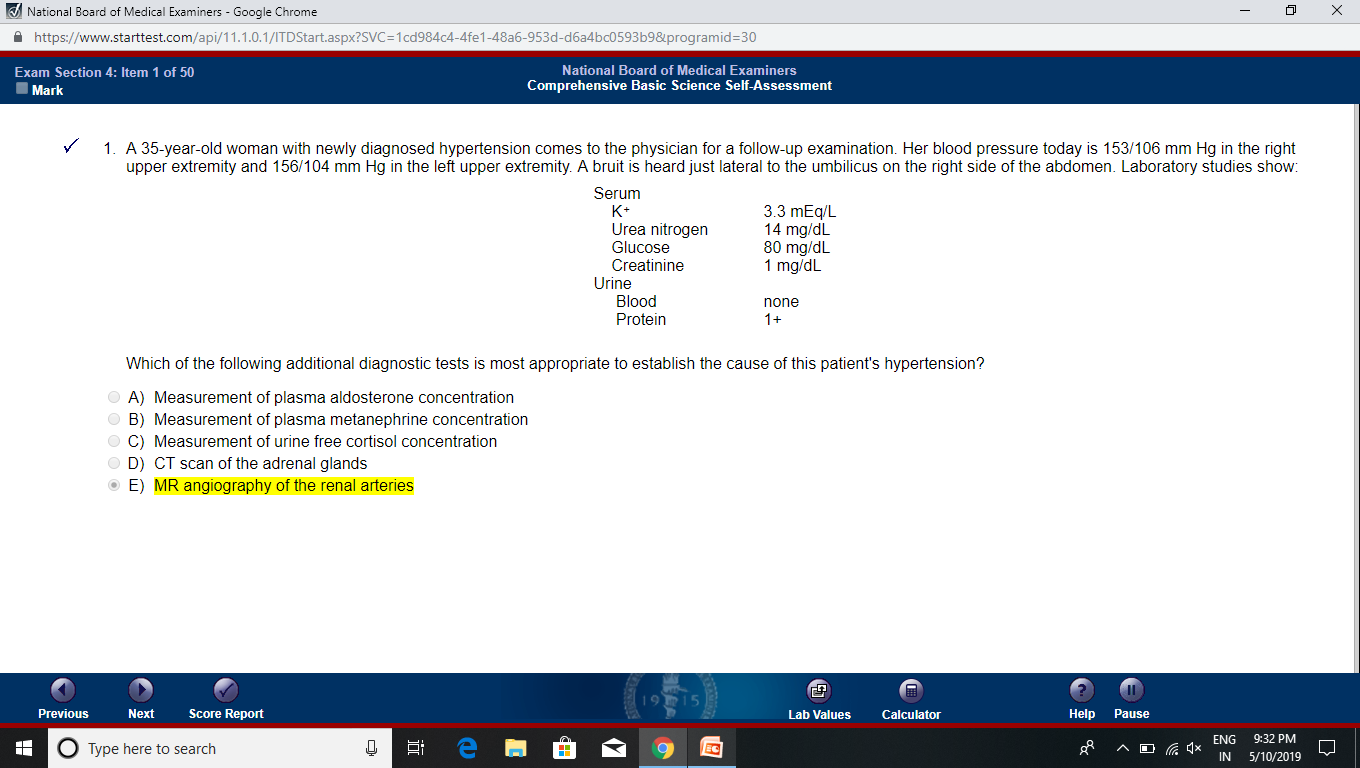 National Board of Medical Examiners - Google Chrome
https://www.starttest.com/api/11.1.0.1/ITDStart.aspx?SVC=1cd984c4-4fe1-48a6-953d-d6a4bc0593b9&programid=30
Exam Section 4: Item 1 of 50
National Board of Medical Examiners
Mark
Comprehensive Basic Science Self-Assessment
1. A 35-year-old woman with newly diagnosed hypertension comes to the physician for a follow-up examination. Her blood pressure today is 153/106 mm Hg in the right
upper extremity and 156/104 mm Hg in the left upper extremity. A bruit is heard just lateral to the umbilicus on the right side of the abdomen. Laboratory studies show:
Serum
K+ 3.3 mEq/L
Urea nitrogen 14 mg/dL
Glucose 80 mg/dL
Creatinine 1 mg/dL
Urine
Blood none
Protein 1+
Which of the following additional diagnostic tests is most appropriate to establish the cause of this patient's hypertension?
A) Measurement of plasma aldosterone concentration
B) Measurement of plasma metanephrine concentration
C) Measurement of urine free cortisol concentration
D) CT scan of the adrenal glands
E) MR angiography of the renal arteries
Previous Next Score Report 19 15 Lab Values Calculator Help Pause
Type here to search
ENG 9:32 PM
IN 5/10/2019